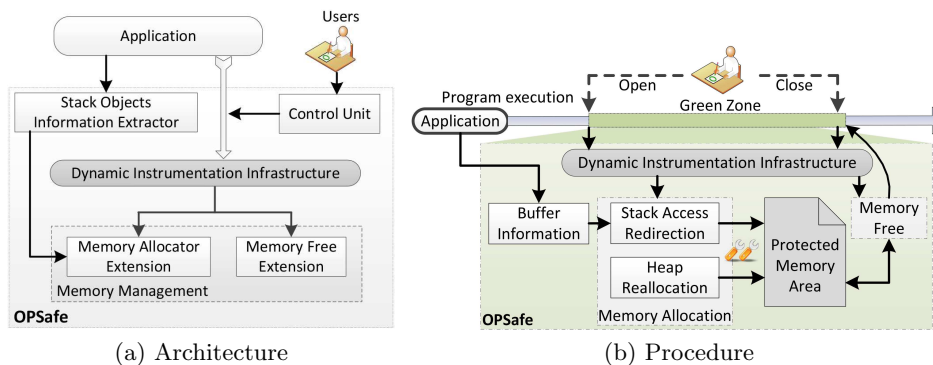 Users
Application
Stack Objects
Information Extractor
Control Unit
Dynamic Instrumentation Infrastructure
Memory Allocator
Extension
Memory Free
Extension
Memory Management
OPSafe
(a) Architecture
Open
Close
Program execution
Green Zone
Application
Dynamic Instrumentation Infrastructure
Buffer
Information
Stack Access
Redirection
Memory
Free
Protected
Memory
Area
Heap
Reallocation
Memory Allocation
OPSafe
(b) Procedure